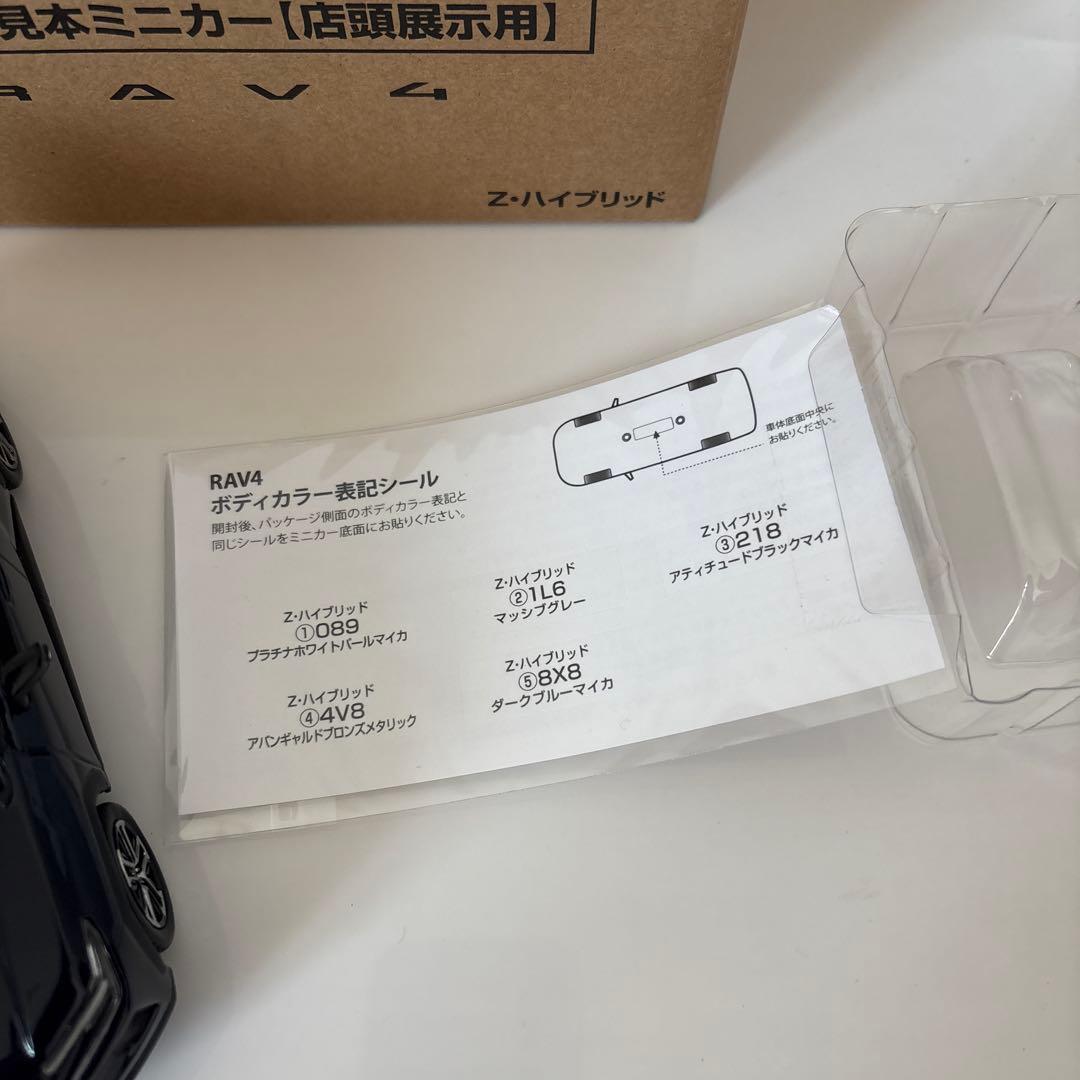 見本ミニカー【店頭展示用】
RAV4
Z・ハイブリッド
車体底面中央に
お貼りください。
RAV4
ボディカラー表記シール
開封後、パッケージ側面のボディカラー表記と
同じシールをミニカー底面にお貼りください。
Z・ハイブリッド
①089
プラチナホワイトパールマイカ
Z・ハイブリッド
②1L6
マッシブグレー
Z・ハイブリッド
③218
アティチュードブラックマイカ
Z・ハイブリッド
④4V8
アバンギャルドブロンズメタリック
Z・ハイブリッド
⑤8X8
ダークブルーマイカ